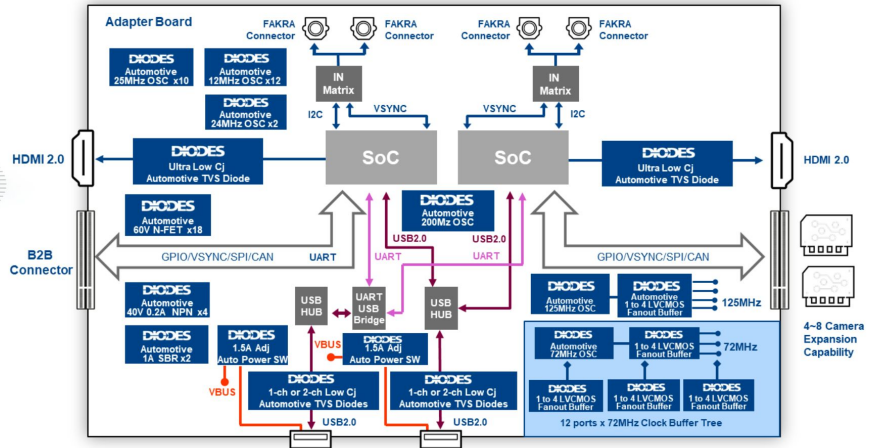 Adapter Board
FAKRA
Connector
FAKRA
Connector
FAKRA
Connector
FAKRA
Connector
DIODES
Automotive
25MHz OSC x10
DIODES
Automotive
12MHz OSC x12
DIODES
Automotive
24MHz OSC x2
IN
Matrix
IN
Matrix
I2C
VSYNC
VSYNC
I2C
HDMI 2.0
DIODES
Ultra Low Cj
Automotive TVS Diode
SoC
SoC
DIODES
Ultra Low Cj
Automotive TVS Diode
HDMI 2.0
DIODES
Automotive
60V N-FET x18
DIODES
Automotive
200Mz OSC
B2B
Connector
GPIO/VSYNC/SPI/CAN
UART
UART
USB2.0
USB2.0
UART
GPIO/VSYNC/SPI/CAN
DIODES
Automotive
40V 0.2A NPN x4
USB
HUB
UART
USB
Bridge
USB
HUB
DIODES
Automotive
125MHz OSC
DIODES
Automotive
1 to 4 LVCMOS
Fanout Buffer
125MHz
4~8 Camera
Expansion
Capability
DIODES
Automotive
1A SBR x2
DIODES
1.5A Adj
Auto Power SW
VBUS
DIODES
1.5A Adj
Auto Power SW
VBUS
DIODES
Automotive
72MHz OSC
DIODES
1 to 4 LVCMOS
Fanout Buffer
72MHz
DIODES
1-ch or 2-ch Low Cj
Automotive TVS Diodes
DIODES
1-ch or 2-ch Low Cj
Automotive TVS Diodes
DIODES
1 to 4 LVCMOS
Fanout Buffer
DIODES
1 to 4 LVCMOS
Fanout Buffer
DIODES
1 to 4 LVCMOS
Fanout Buffer
USB2.0
USB2.0
12 ports x 72MHz Clock Buffer Tree